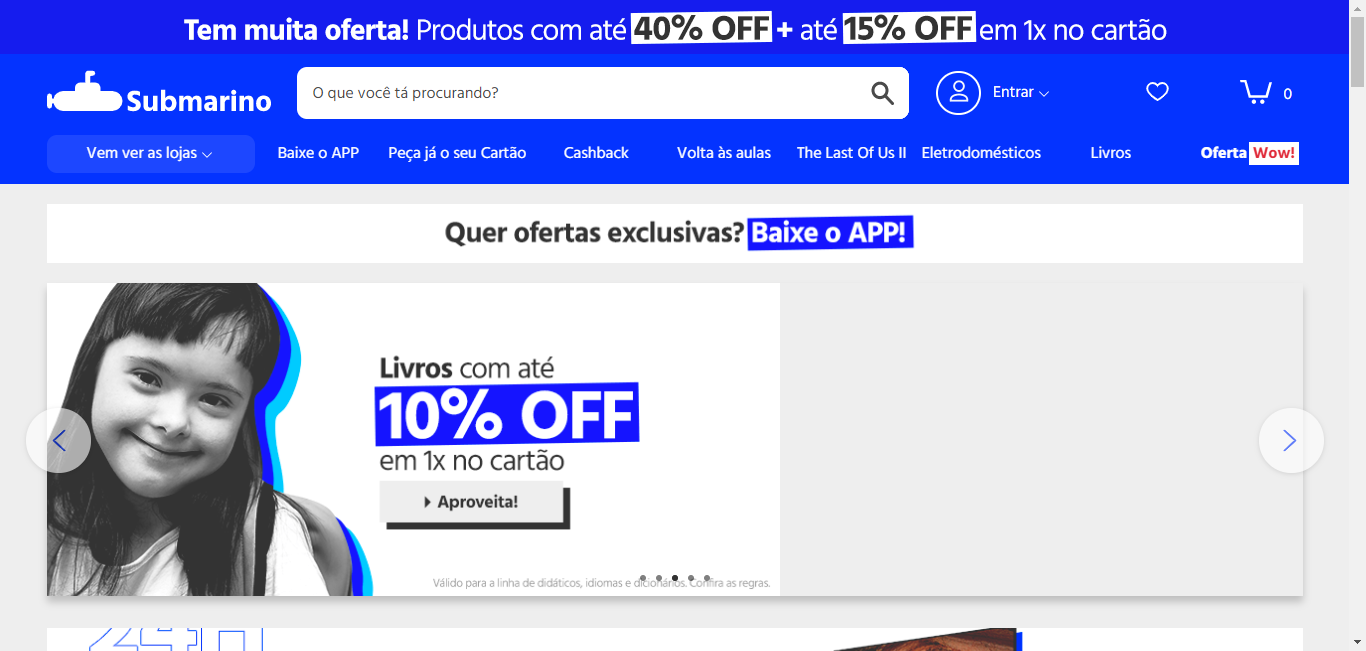 Tem muita oferta! Produtos com até 40% OFF + até 15% OFF em 1x no cartão
Submarino
O que você tá procurando?
Entrar
0
Vem ver as lojas
Baixe o APP
Peça já o seu Cartão
Cashback
Volta às aulas
The Last Of Us II
Eletrodomésticos
Livros
Oferta Wow!
Quer ofertas exclusivas? Baixe o APP!
Livros com até
10% OFF
em 1x no cartão
Aproveita!
Válido para a linha de didáticos, idiomas e dicionários. Confira as regras.
24H